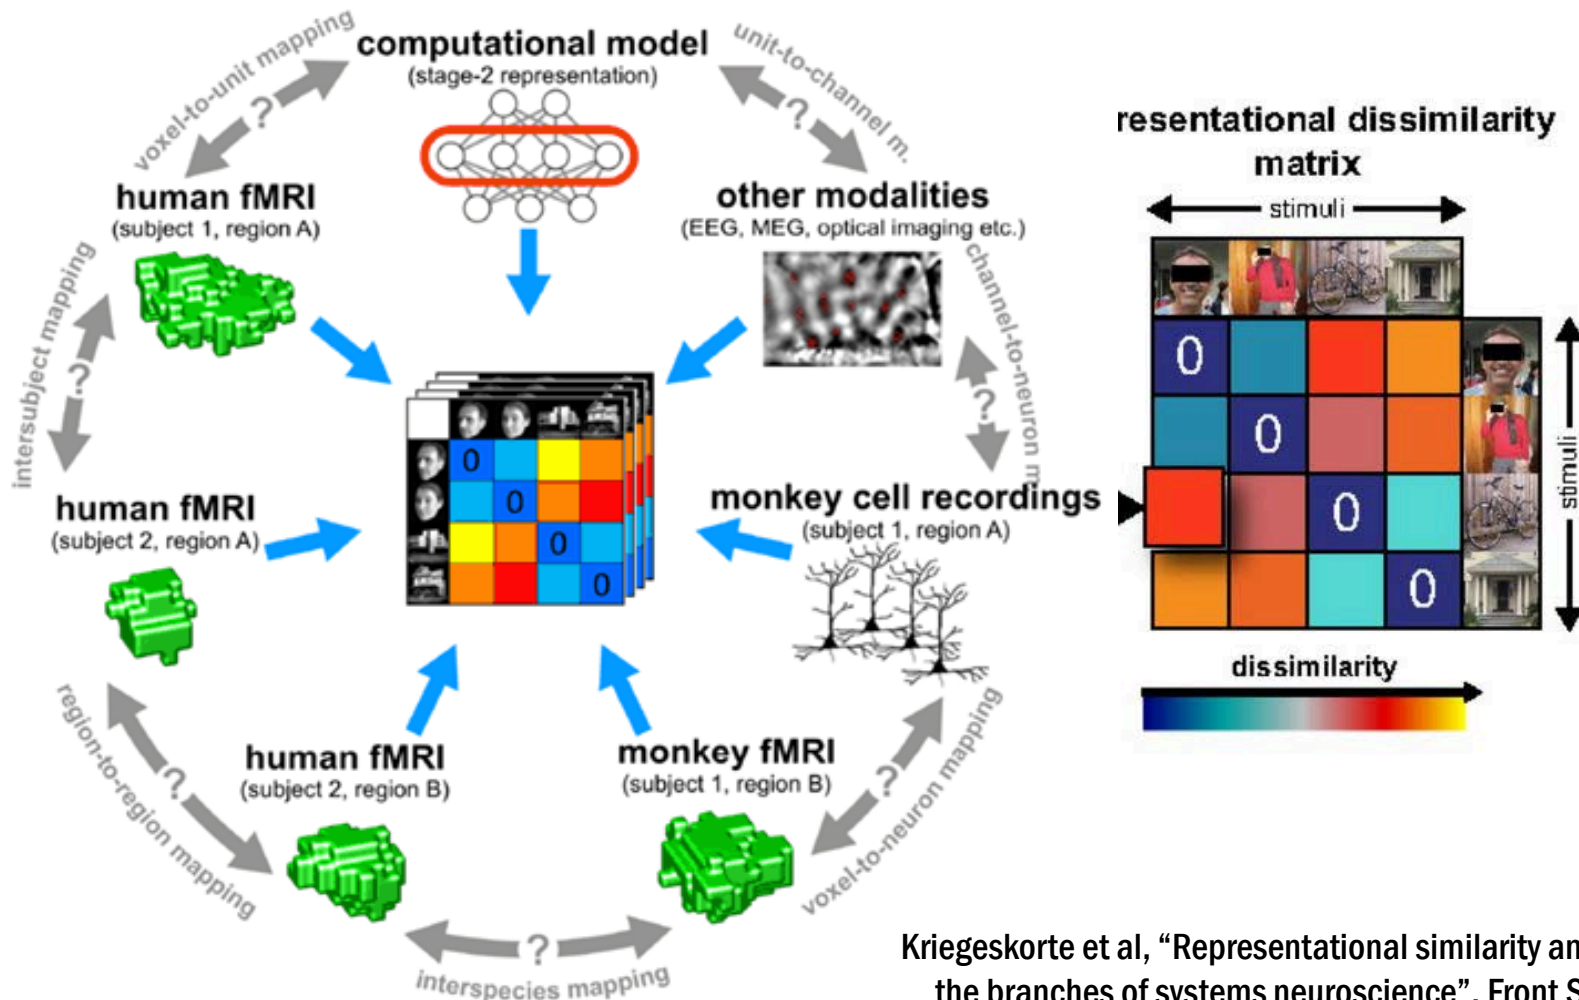 computational model
(stage-2 representation)
voxel-to-unit mapping
?
unit-to-channel m.
?
human fMRI
(subject 1, region A)
other modalities
(EEG, MEG, optical imaging etc.)
intersubject mapping
?
channel-to-neuron m
?
human fMRI
(subject 2, region A)
monkey cell recordings
(subject 1, region A)
0
0
0
0
human fMRI
(subject 2, region B)
monkey fMRI
(subject 1, region B)
region-to-region mapping
?
voxel-to-neuron mapping
?
?
interspecies mapping
resentational dissimilarity
matrix
stimuli
0
0
0
0
stimuli
dissimilarity
Kriegeskorte et al, “Representational similarity an
the branches of systems neuroscience”, Front S